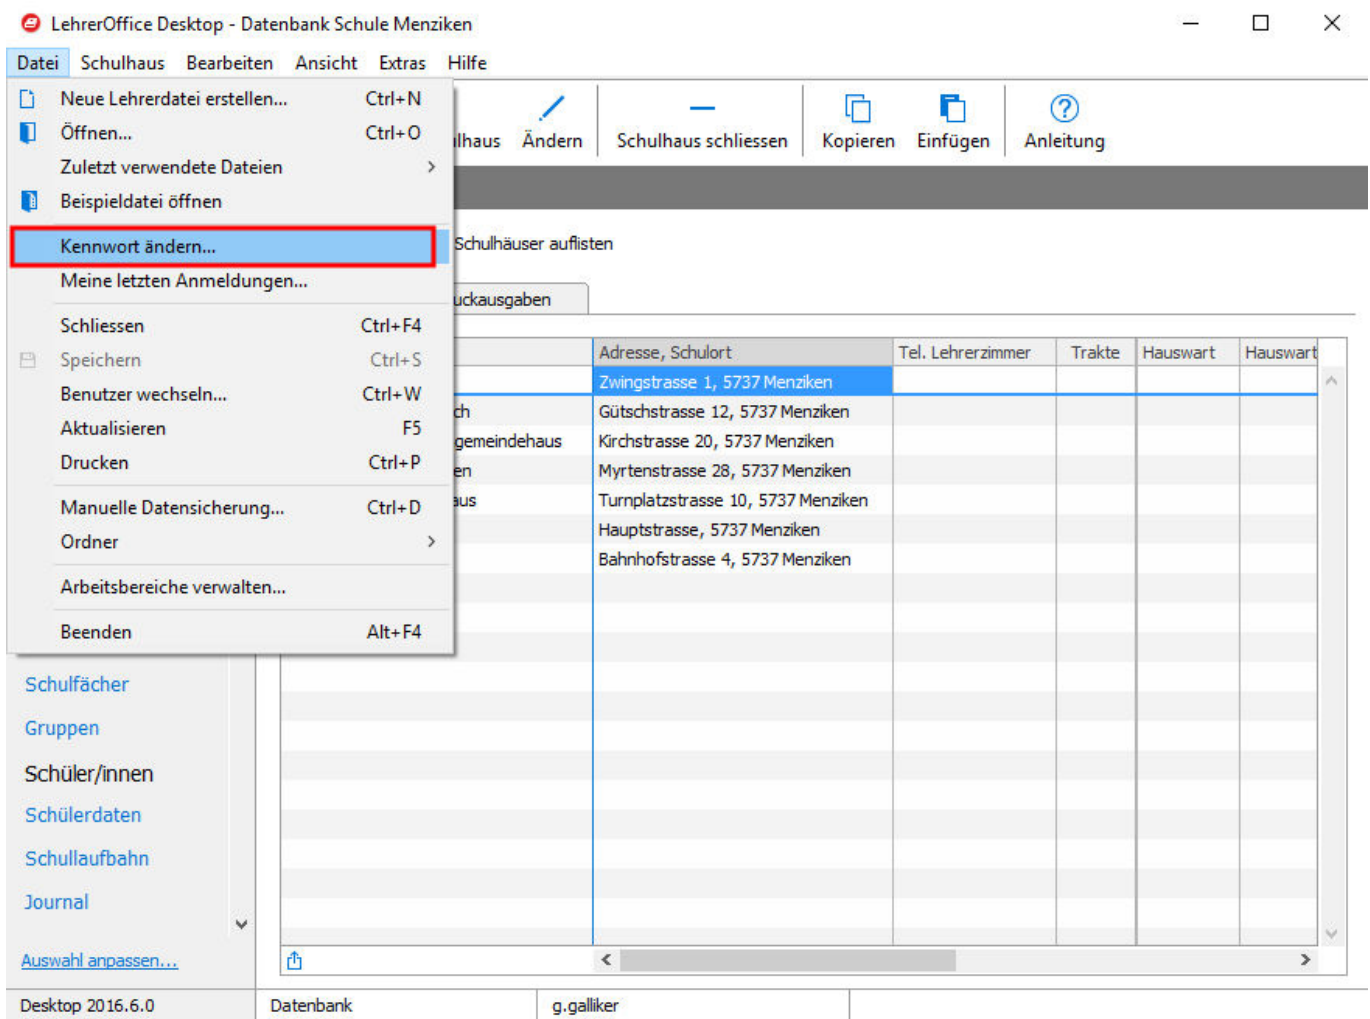 LehrerOffice Desktop - Datenbank Schule Menziken
Datei Schulhaus Bearbeiten Ansicht Extras Hilfe
Neue Lehrerdatei erstellen... Ctrl+N
Öffnen... Ctrl+O
Zuletzt verwendete Dateien
Beispieldatei öffnen
Kennwort ändern...
Meine letzten Anmeldungen...
Schliessen Ctrl+F4
Speichern Ctrl+S
Benutzer wechseln... Ctrl+W
Aktualisieren F5
Drucken Ctrl+P
Manuelle Datensicherung... Ctrl+D
Ordner
Arbeitsbereiche verwalten...
Beenden Alt+F4
lhaus Ändern Schulhaus schliessen Kopieren Einfügen Anleitung
Schulhäuser auflisten
uckausgaben
Adresse, Schulort Tel. Lehrerzimmer Trakte Hauswart Hauswart
Zwingstrasse 1, 5737 Menziken
ch Gütschstrasse 12, 5737 Menziken
gemeindehaus Kirchstrasse 20, 5737 Menziken
en Myrtenstrasse 28, 5737 Menziken
aus Turnplatzstrasse 10, 5737 Menziken
Hauptstrasse, 5737 Menziken
Bahnhofstrasse 4, 5737 Menziken
Schulfächer
Gruppen
Schüler/innen
Schülerdaten
Schullaufbahn
Journal
Auswahl anpassen...
Desktop 2016.6.0 Datenbank g.galliker